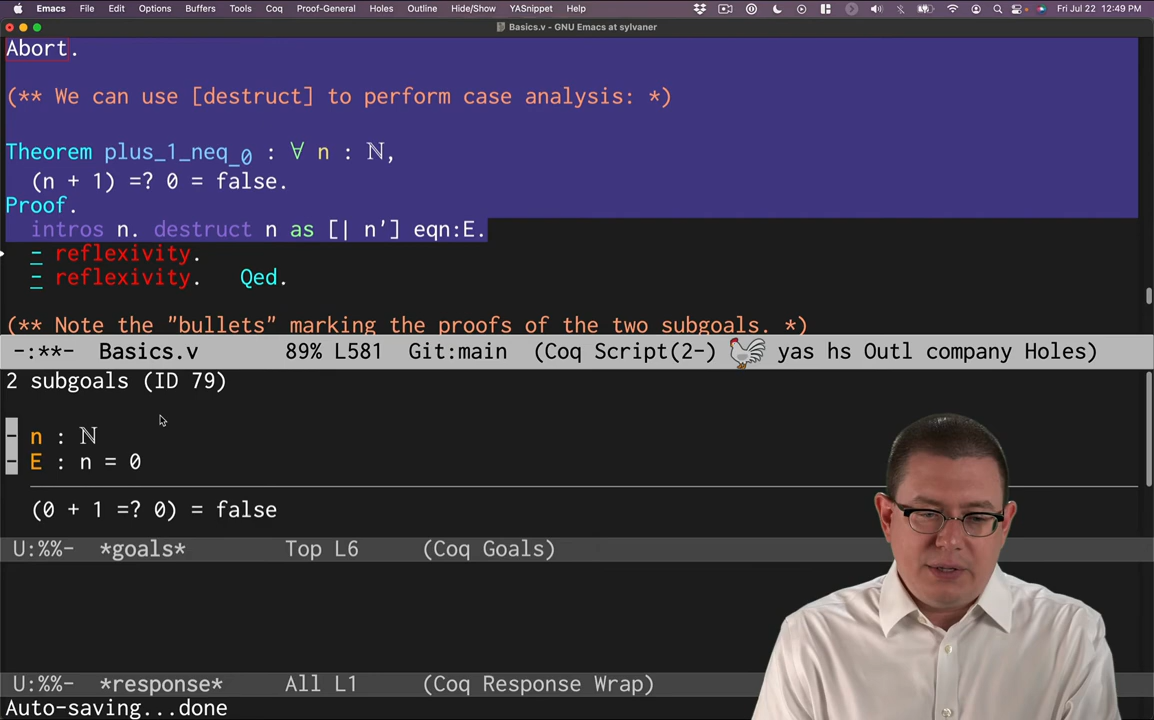 Emacs File Edit Options Buffers Tools Coq Proof-General Holes Outline Hide/Show YASnippet Help Fri Jul 22 12:49 PM
Basics.v - GNU Emacs at sylvaner
Abort.
(** We can use [destruct] to perform case analysis: *)
Theorem plus_1_neq_0 : ∀ n : ℕ,
(n + 1) =? 0 = false.
Proof.
intros n. destruct n as [| n'] eqn:E.
- reflexivity.
- reflexivity. Qed.
(** Note the "bullets" marking the proofs of the two subgoals. *)
-:**- Basics.v 89% L581 Git:main (Coq Script(2-) yas hs Outl company Holes)
2 subgoals (ID 79)
- n : ℕ
- E : n = 0
(0 + 1 =? 0) = false
U:%%- *goals* Top L6 (Coq Goals)
U:%%- *response* All L1 (Coq Response Wrap)
Auto-saving...done